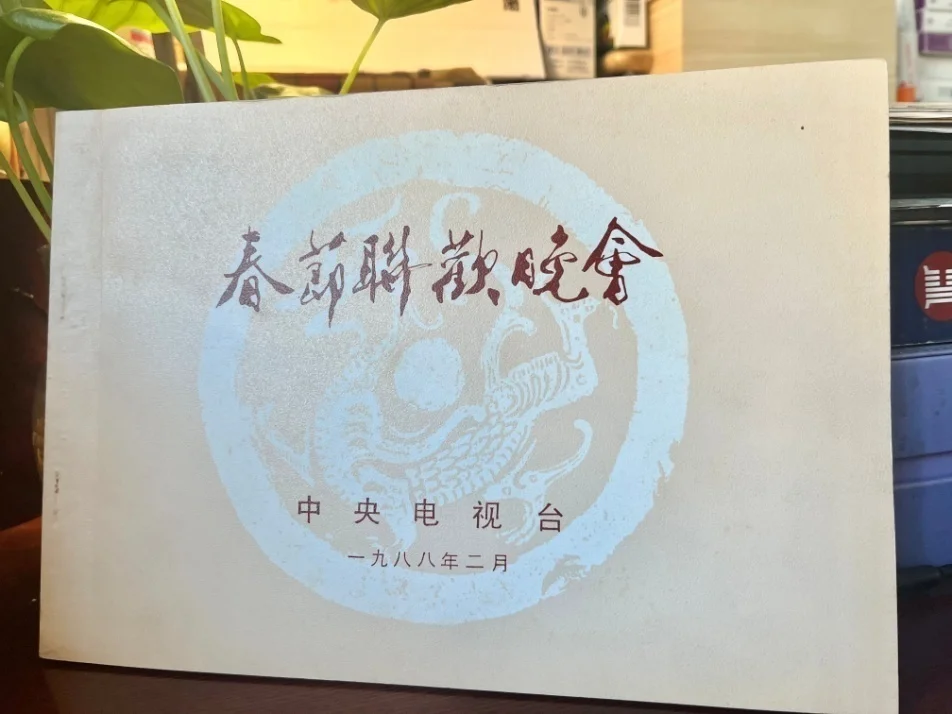 春節聯歡晚會
中央电视台
一九八八年二月